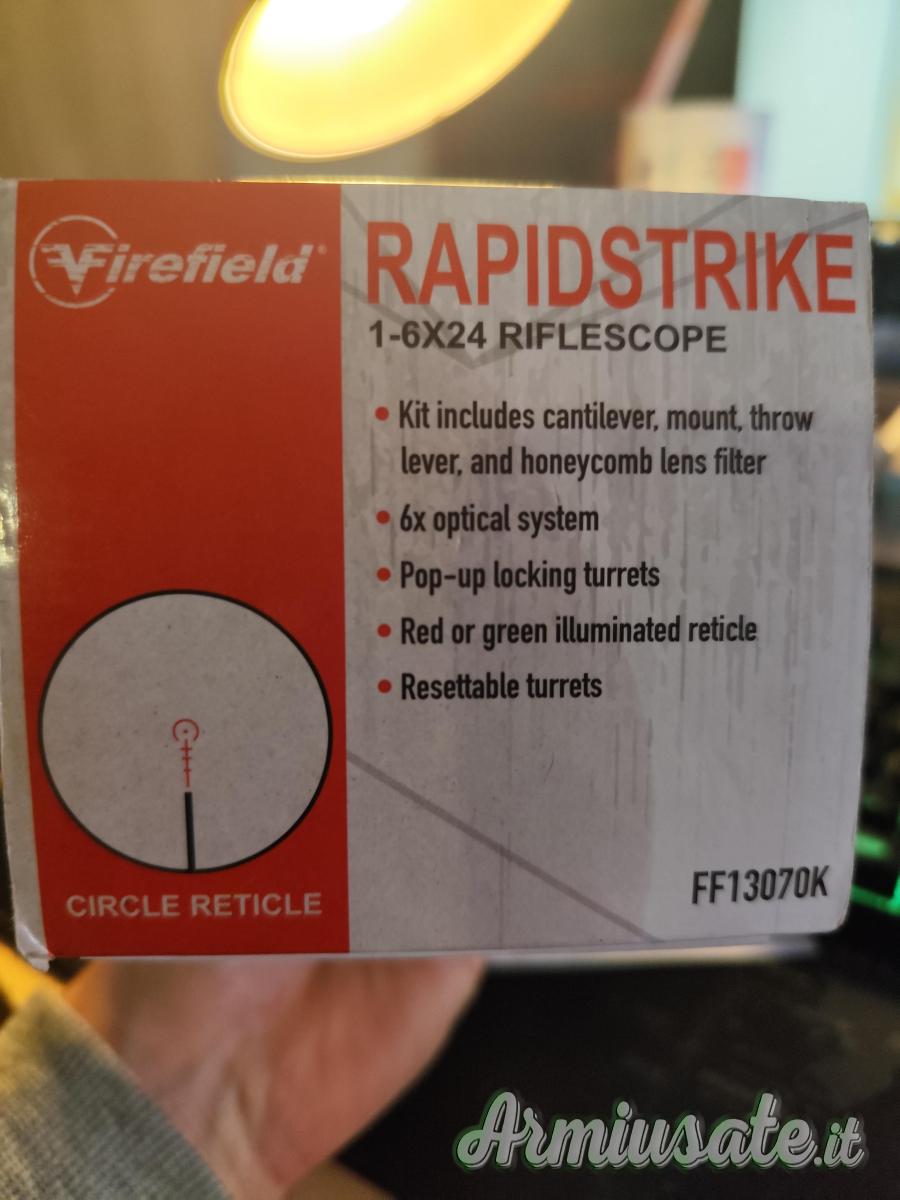 Firefield®
RAPIDSTRIKE
1-6X24 RIFLESCOPE
• Kit includes cantilever, mount, throw
lever, and honeycomb lens filter
• 6x optical system
• Pop-up locking turrets
• Red or green illuminated reticle
• Resettable turrets
CIRCLE RETICLE
FF13070K
Armiusate.it